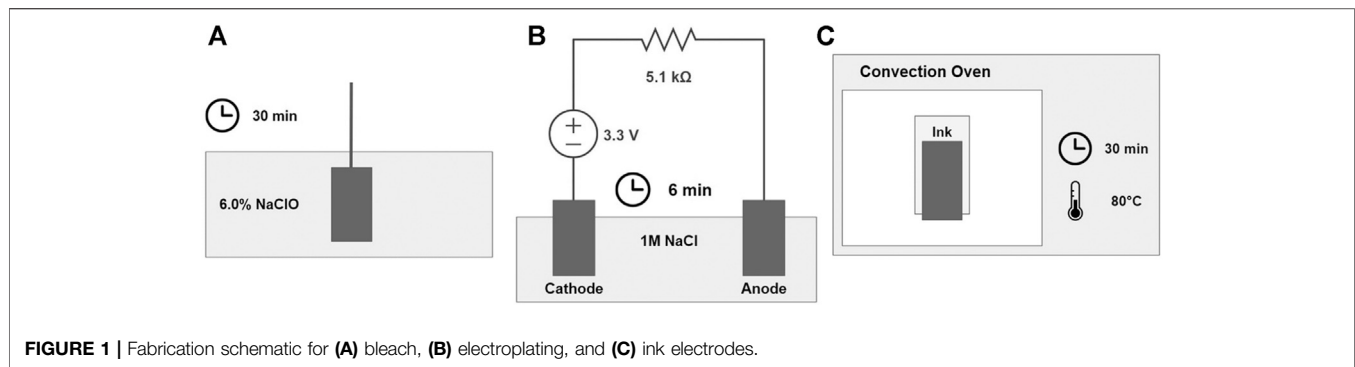 A
30 min
6.0% NaClO
B
5.1 kΩ
+
−
3.3 V
6 min
1M NaCl
Cathode
Anode
C
Convection Oven
Ink
30 min
80°C
FIGURE 1 | Fabrication schematic for (A) bleach, (B) electroplating, and (C) ink electrodes.